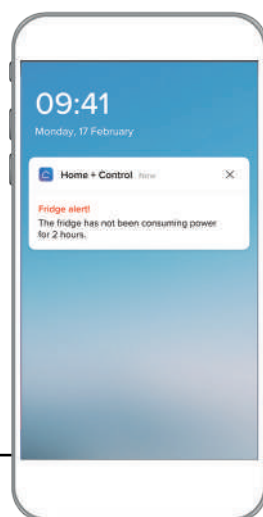 09:41
Monday, 17 February
Home + Control Now
Fridge alert!
The fridge has not been consuming power
for 2 hours.